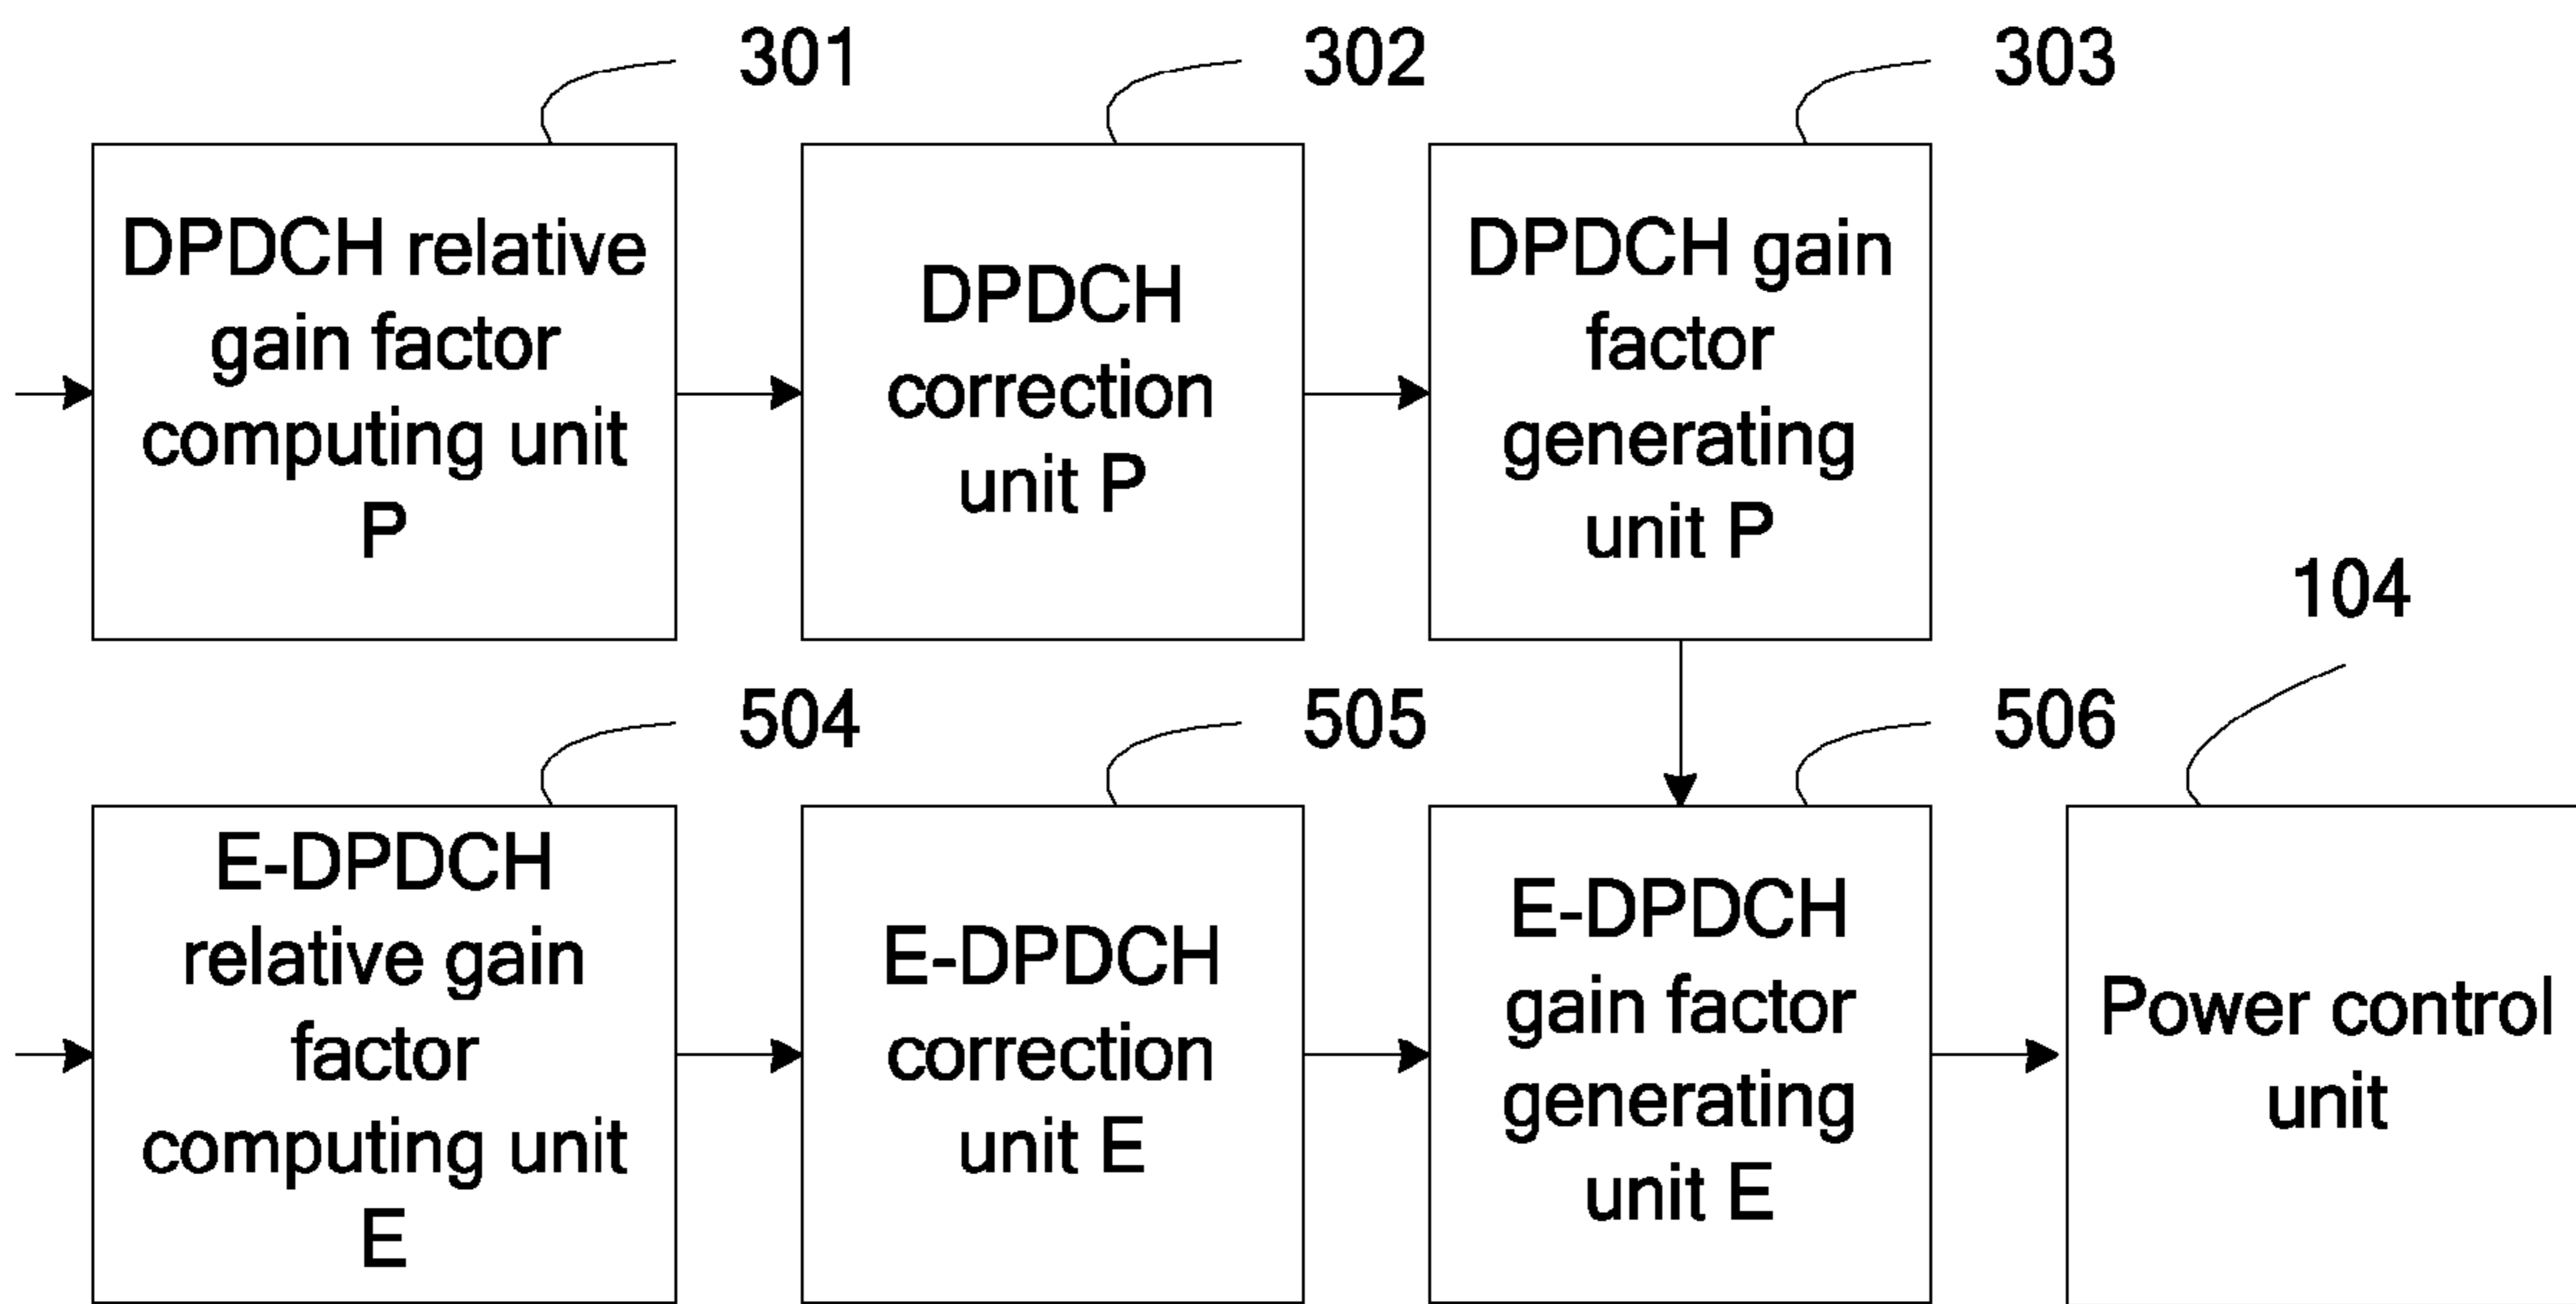 301
302
303
DPDCH relative
gain factor
computing unit
P
DPDCH
correction
unit P
DPDCH gain
factor
generating
unit P
104
504
505
506
E-DPDCH
relative gain
factor
computing unit
E
E-DPDCH
correction
unit E
E-DPDCH
gain factor
generating
unit E
Power control
unit